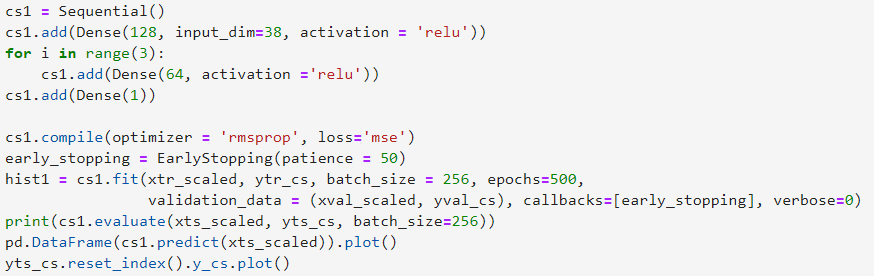 cs1 = Sequential()
cs1.add(Dense(128, input_dim=38, activation = 'relu'))
for i in range(3):
    cs1.add(Dense(64, activation ='relu'))
cs1.add(Dense(1))

cs1.compile(optimizer = 'rmsprop', loss='mse')
early_stopping = EarlyStopping(patience = 50)
hist1 = cs1.fit(xtr_scaled, ytr_cs, batch_size = 256, epochs=500,
                validation_data = (xval_scaled, yval_cs), callbacks=[early_stopping], verbose=0)
print(cs1.evaluate(xts_scaled, yts_cs, batch_size=256))
pd.DataFrame(cs1.predict(xts_scaled)).plot()
yts_cs.reset_index().y_cs.plot()